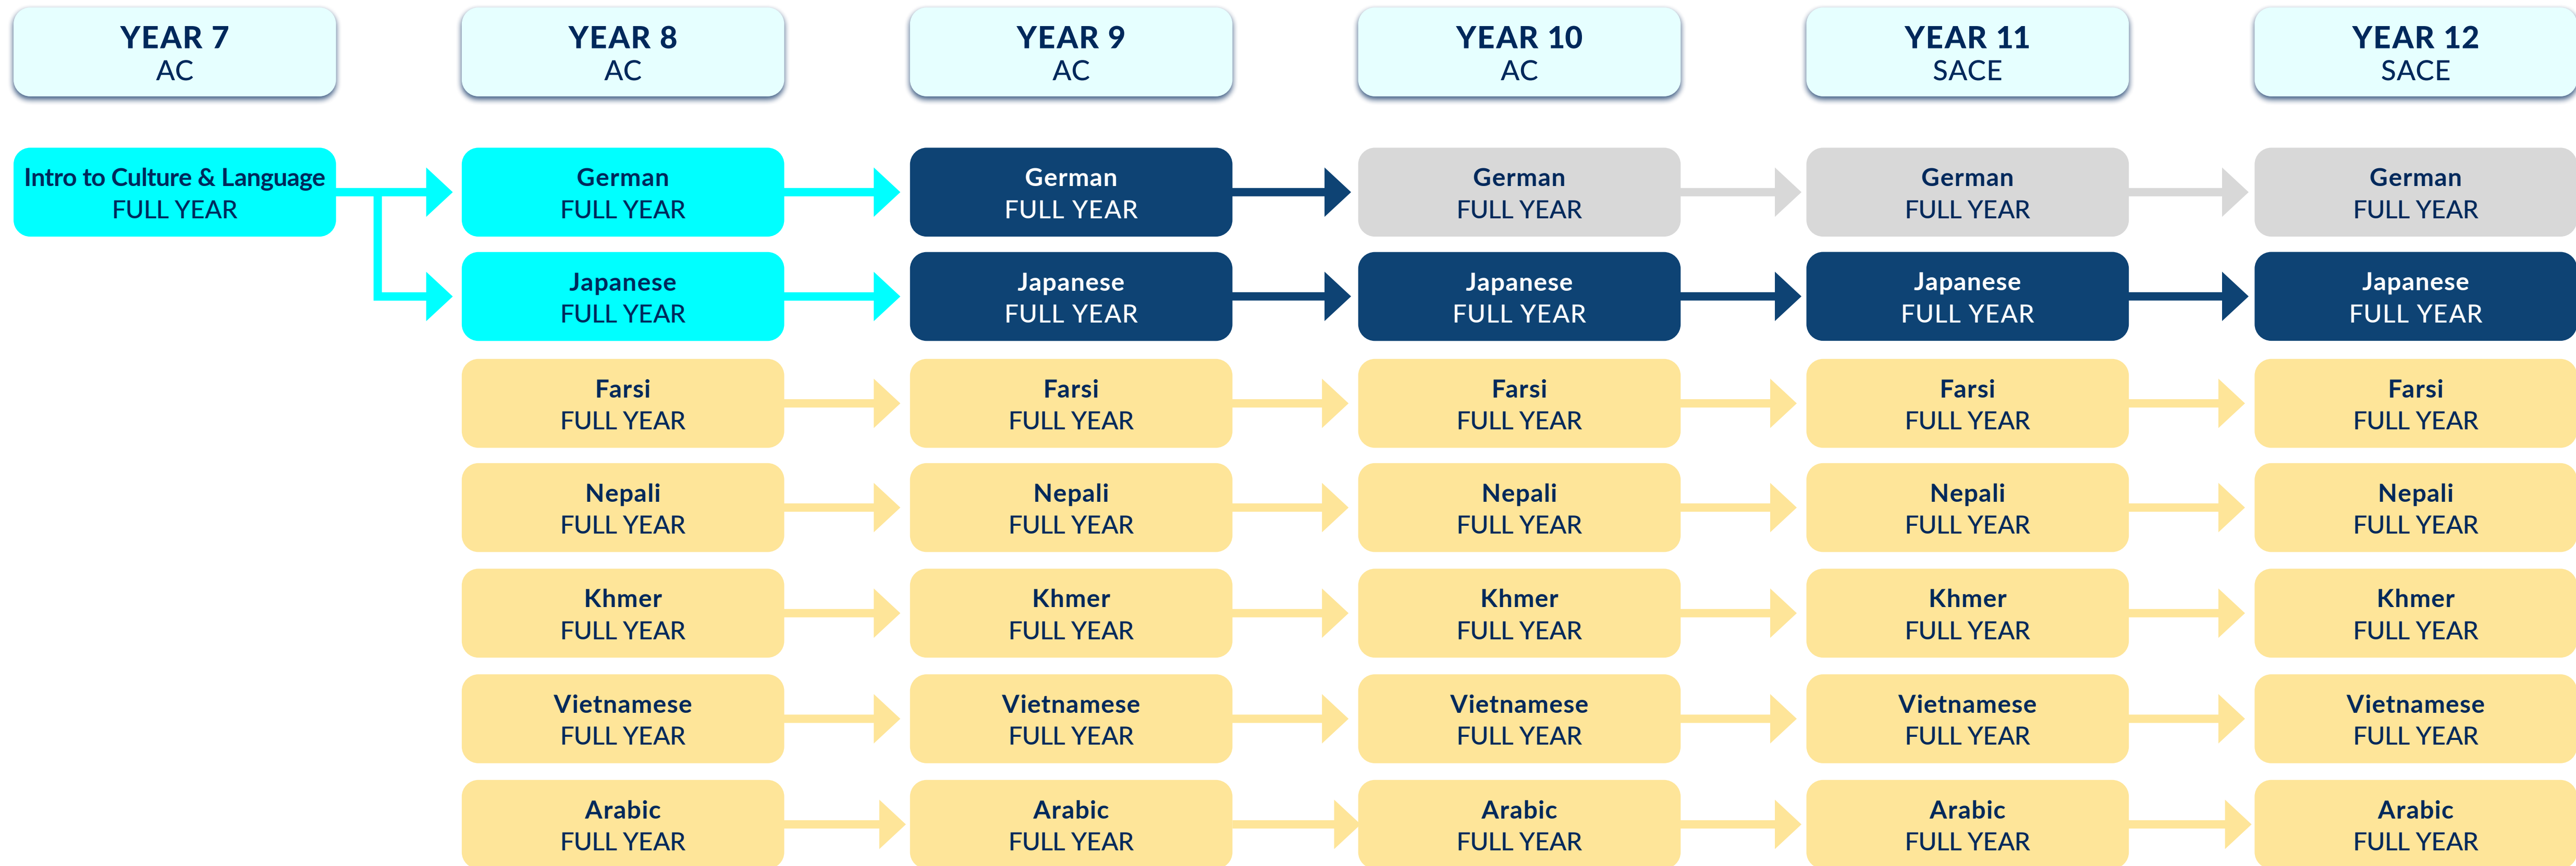 YEAR 7
AC
YEAR 8
AC
YEAR 9
AC
YEAR 10
AC
YEAR 11
SACE
YEAR 12
SACE
Intro to Culture & Language
FULL YEAR
German
FULL YEAR
German
FULL YEAR
German
FULL YEAR
German
FULL YEAR
German
FULL YEAR
Japanese
FULL YEAR
Japanese
FULL YEAR
Japanese
FULL YEAR
Japanese
FULL YEAR
Japanese
FULL YEAR
Farsi
FULL YEAR
Farsi
FULL YEAR
Farsi
FULL YEAR
Farsi
FULL YEAR
Farsi
FULL YEAR
Nepali
FULL YEAR
Nepali
FULL YEAR
Nepali
FULL YEAR
Nepali
FULL YEAR
Nepali
FULL YEAR
Khmer
FULL YEAR
Khmer
FULL YEAR
Khmer
FULL YEAR
Khmer
FULL YEAR
Khmer
FULL YEAR
Vietnamese
FULL YEAR
Vietnamese
FULL YEAR
Vietnamese
FULL YEAR
Vietnamese
FULL YEAR
Vietnamese
FULL YEAR
Arabic
FULL YEAR
Arabic
FULL YEAR
Arabic
FULL YEAR
Arabic
FULL YEAR
Arabic
FULL YEAR